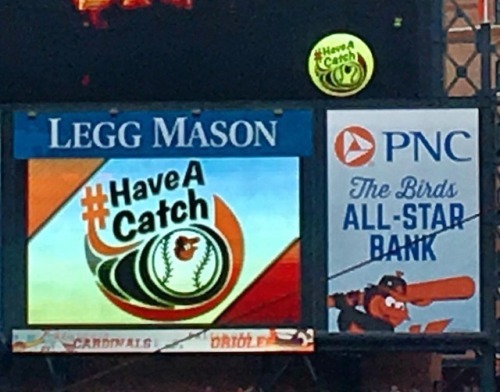 #Have A
Catch
LEGG MASON
#Have A
Catch
CARDINALS
ORIOLES
PNC
The Birds
ALL-STAR
BANK